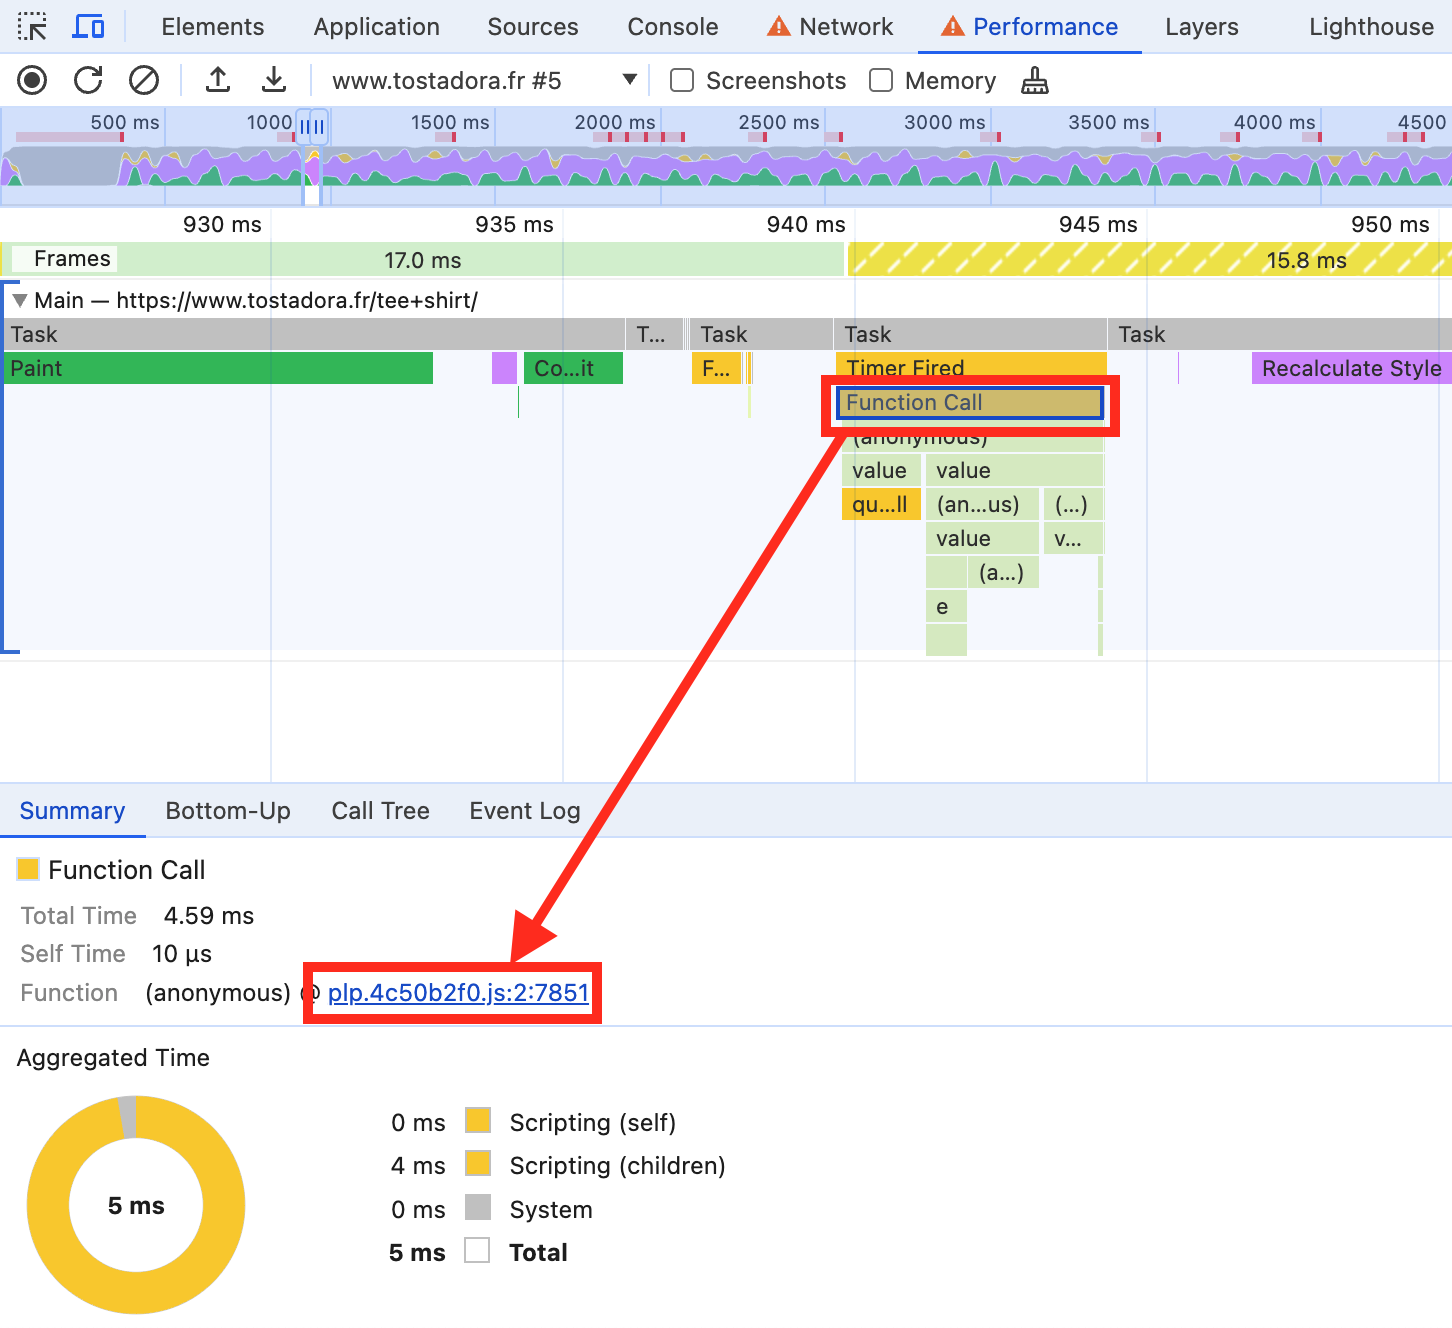 Elements Application Sources Console Network Performance Layers Lighthouse
www.tostadora.fr #5 Screenshots Memory
500 ms 1000 1500 ms 2000 ms 2500 ms 3000 ms 3500 ms 4000 ms 4500
930 ms 935 ms 940 ms 945 ms 950 ms
Frames 17.0 ms 15.8 ms
Main — https://www.tostadora.fr/tee+shirt/
Task T... Task Task Task
Paint Co...it F... Timer Fired Recalculate Style
Function Call
(anonymous)
value value
qu...ll (an...us) (...)
value v...
(a...)
e
Summary Bottom-Up Call Tree Event Log
Function Call
Total Time 4.59 ms
Self Time 10 µs
Function (anonymous) @ plp.4c50b2f0.js:2:7851
Aggregated Time
0 ms Scripting (self)
4 ms Scripting (children)
5 ms
0 ms System
5 ms Total